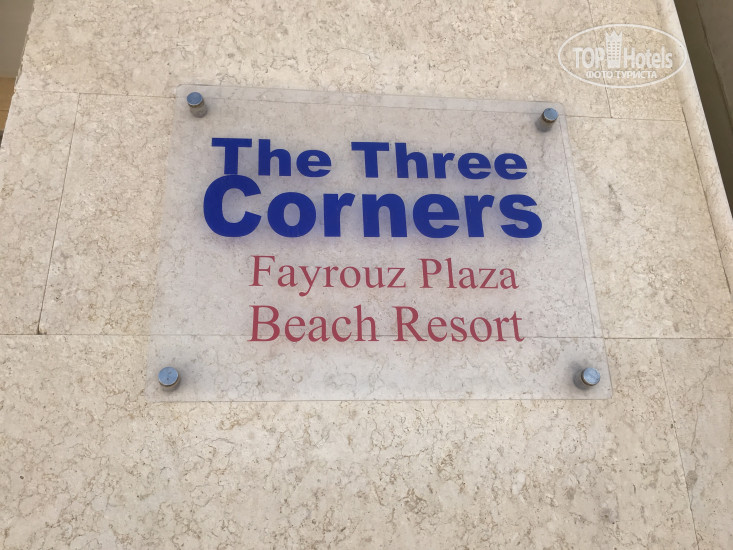 TOP Hotels
ФОТО ТУРИСТА
The Three
Corners
Fayrouz Plaza
Beach Resort